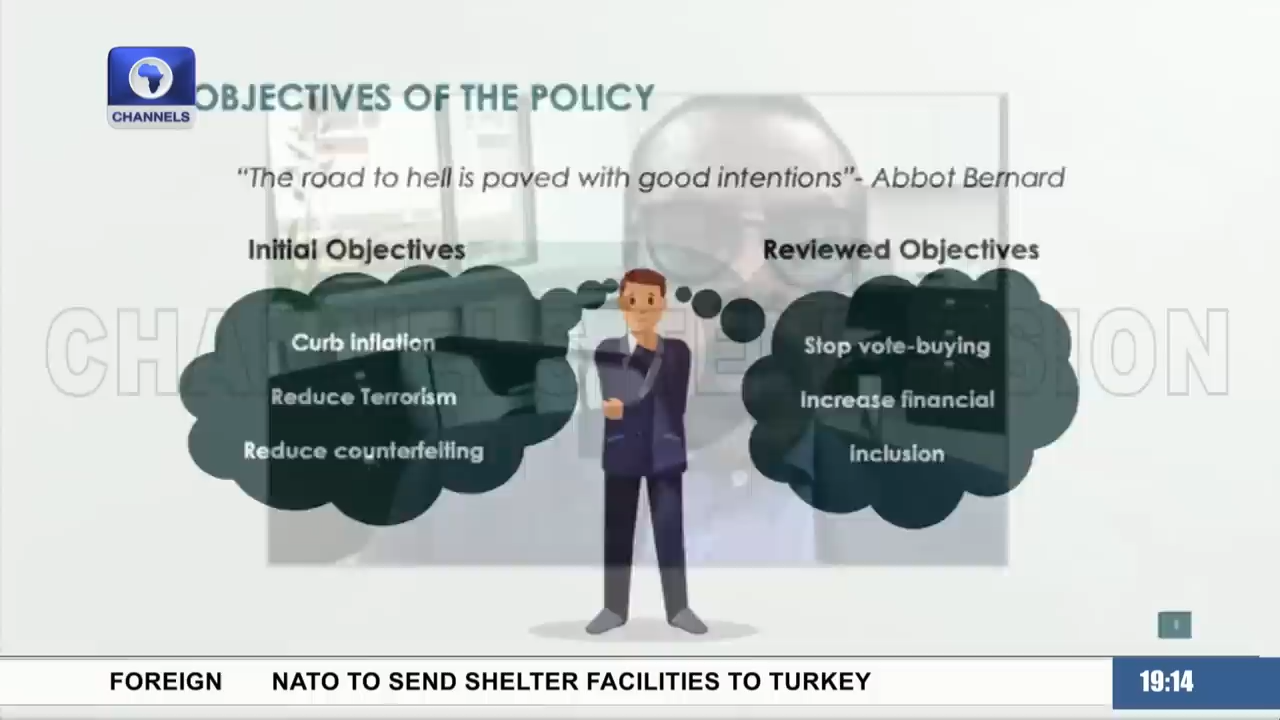 CHANNELS
OBJECTIVES OF THE POLICY
“The road to hell is paved with good intentions”- Abbot Bernard
Initial Objectives
Reviewed Objectives
Curb inflation
Reduce Terrorism
Reduce counterfeiting
Stop vote-buying
Increase financial
inclusion
CHANNELS TELEVISION
FOREIGN NATO TO SEND SHELTER FACILITIES TO TURKEY
19:14